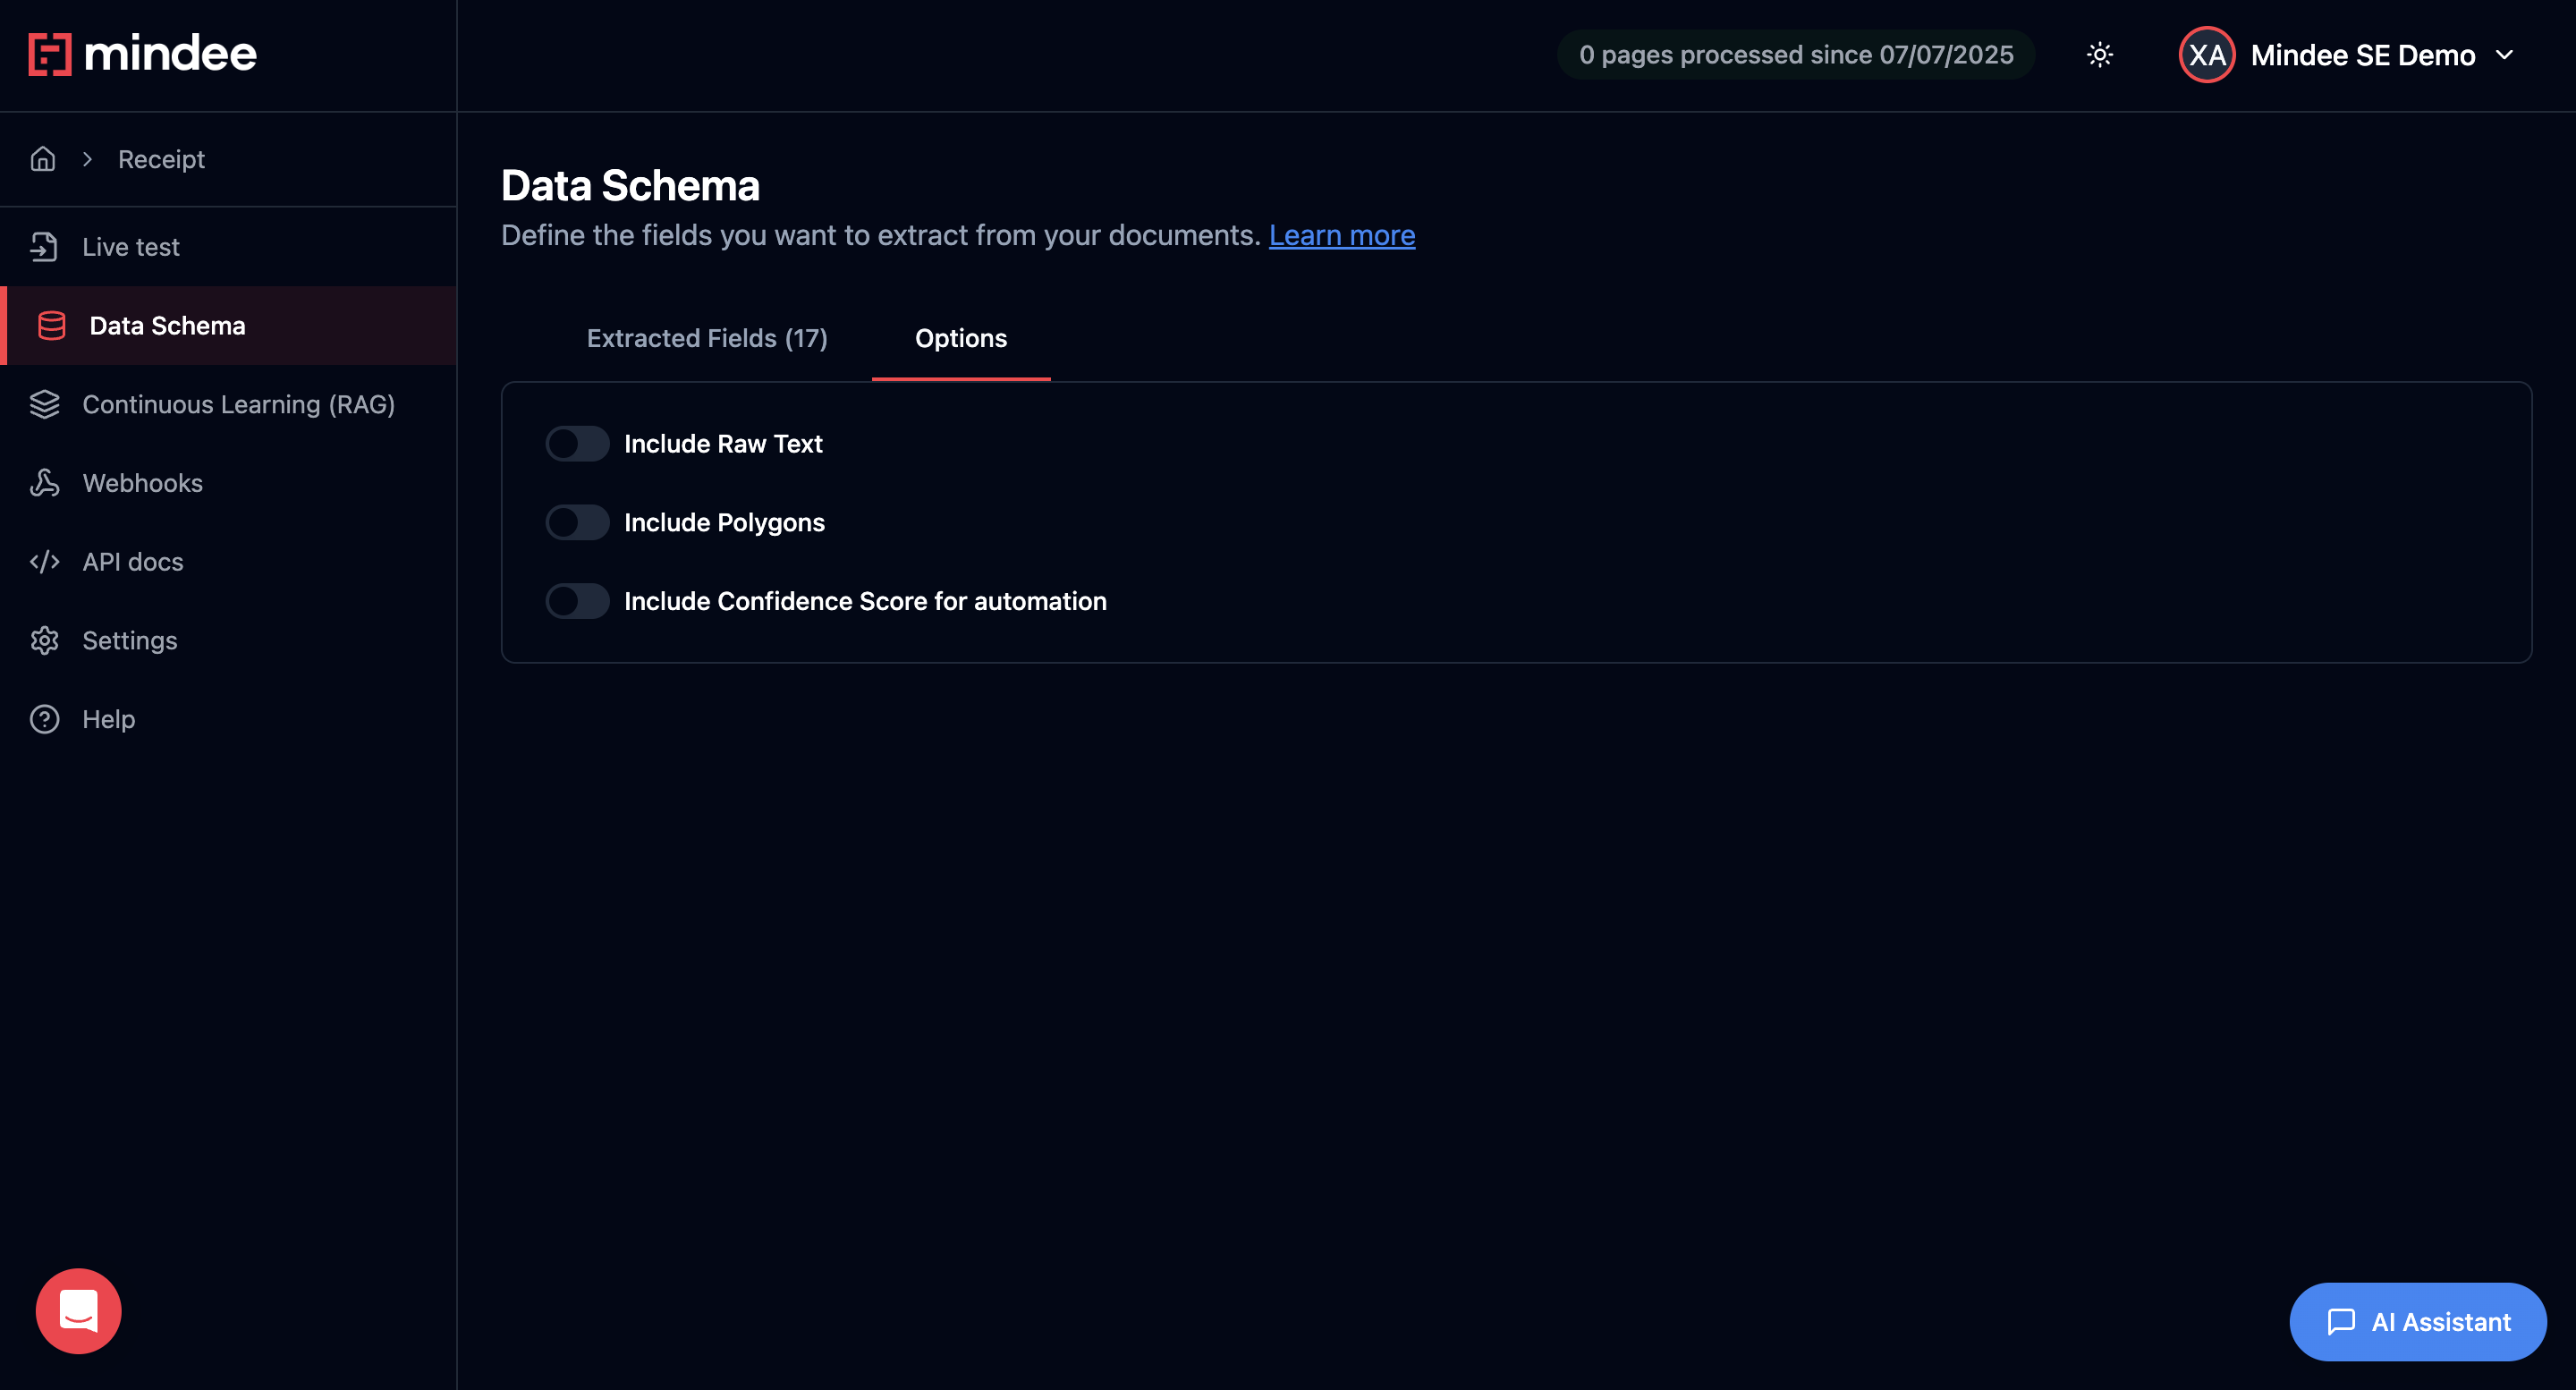 mindee
0 pages processed since 07/07/2025
XA
Mindee SE Demo
Receipt
Live test
Data Schema
Continuous Learning (RAG)
Webhooks
API docs
Settings
Help
Data Schema
Define the fields you want to extract from your documents. Learn more
Extracted Fields (17)
Options
Include Raw Text
Include Polygons
Include Confidence Score for automation
AI Assistant